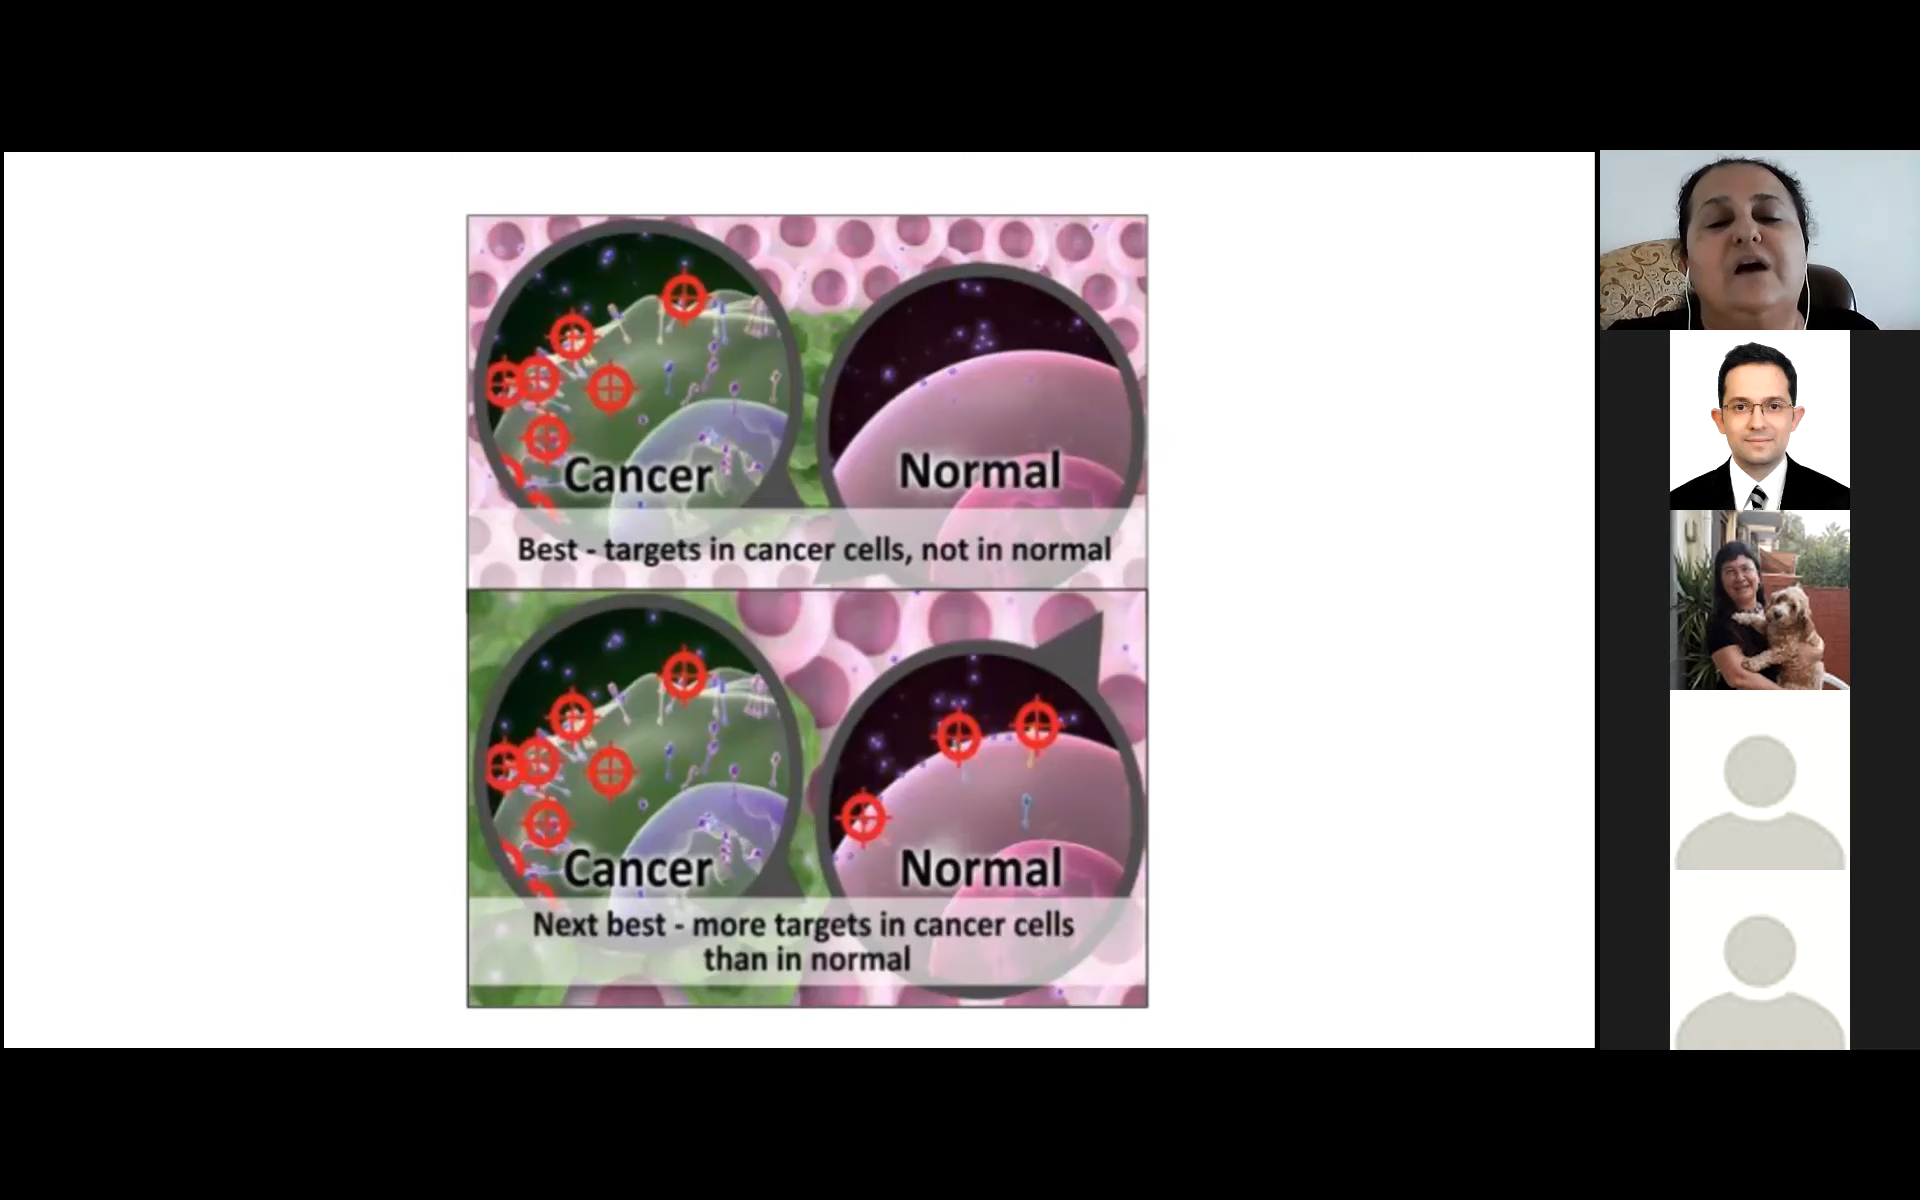 Cancer
Normal
Best - targets in cancer cells, not in normal
Cancer
Normal
Next best - more targets in cancer cells
than in normal